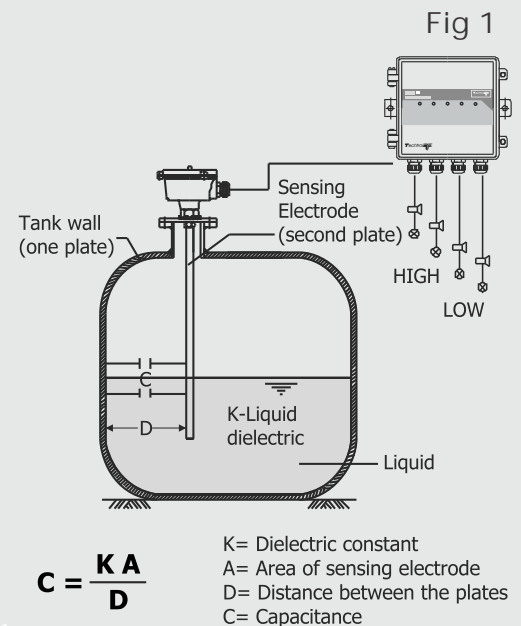 Fig 1
Sensing
Electrode
(second plate)
Tank wall
(one plate)
HIGH
LOW
C
D
K-Liquid
dielectric
Liquid
C = K A
D
K= Dielectric constant
A= Area of sensing electrode
D= Distance between the plates
C= Capacitance